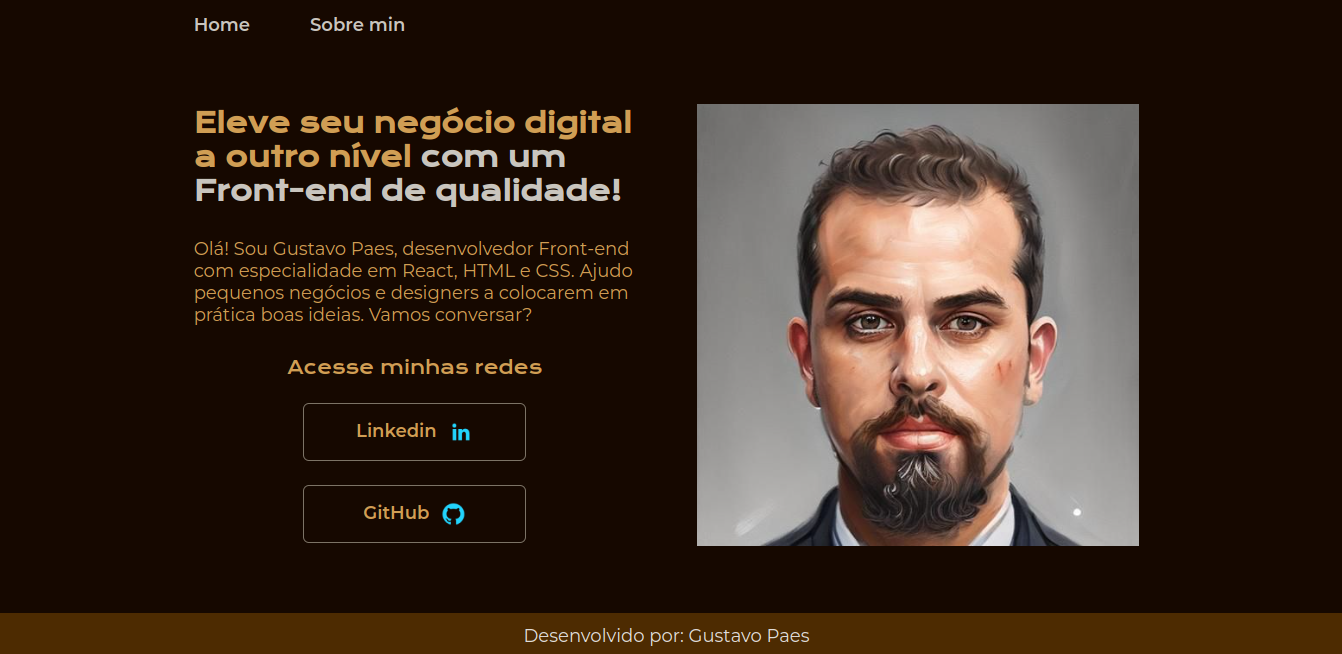 Home
Sobre min
Eleve seu negócio digital
a outro nível com um
Front-end de qualidade!
Olá! Sou Gustavo Paes, desenvolvedor Front-end
com especialidade em React, HTML e CSS. Ajudo
pequenos negócios e designers a colocarem em
prática boas ideias. Vamos conversar?
Acesse minhas redes
Linkedin in
GitHub
Desenvolvido por: Gustavo Paes